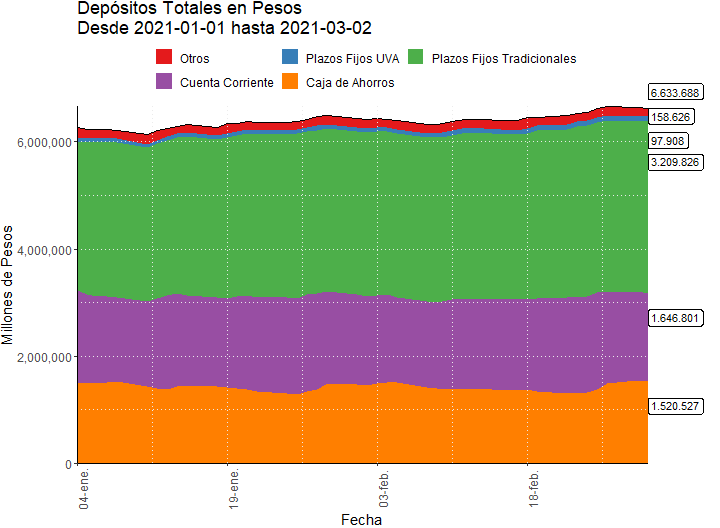 Depósitos Totales en Pesos
Desde 2021-01-01 hasta 2021-03-02
Otros
Plazos Fijos UVA
Plazos Fijos Tradicionales
Cuenta Corriente
Caja de Ahorros
6.633.688
158.626
97.908
3.209.826
1.646.801
1.520.527
6,000,000
4,000,000
2,000,000
0
Millones de Pesos
04-ene.
19-ene.
03-feb.
18-feb.
Fecha